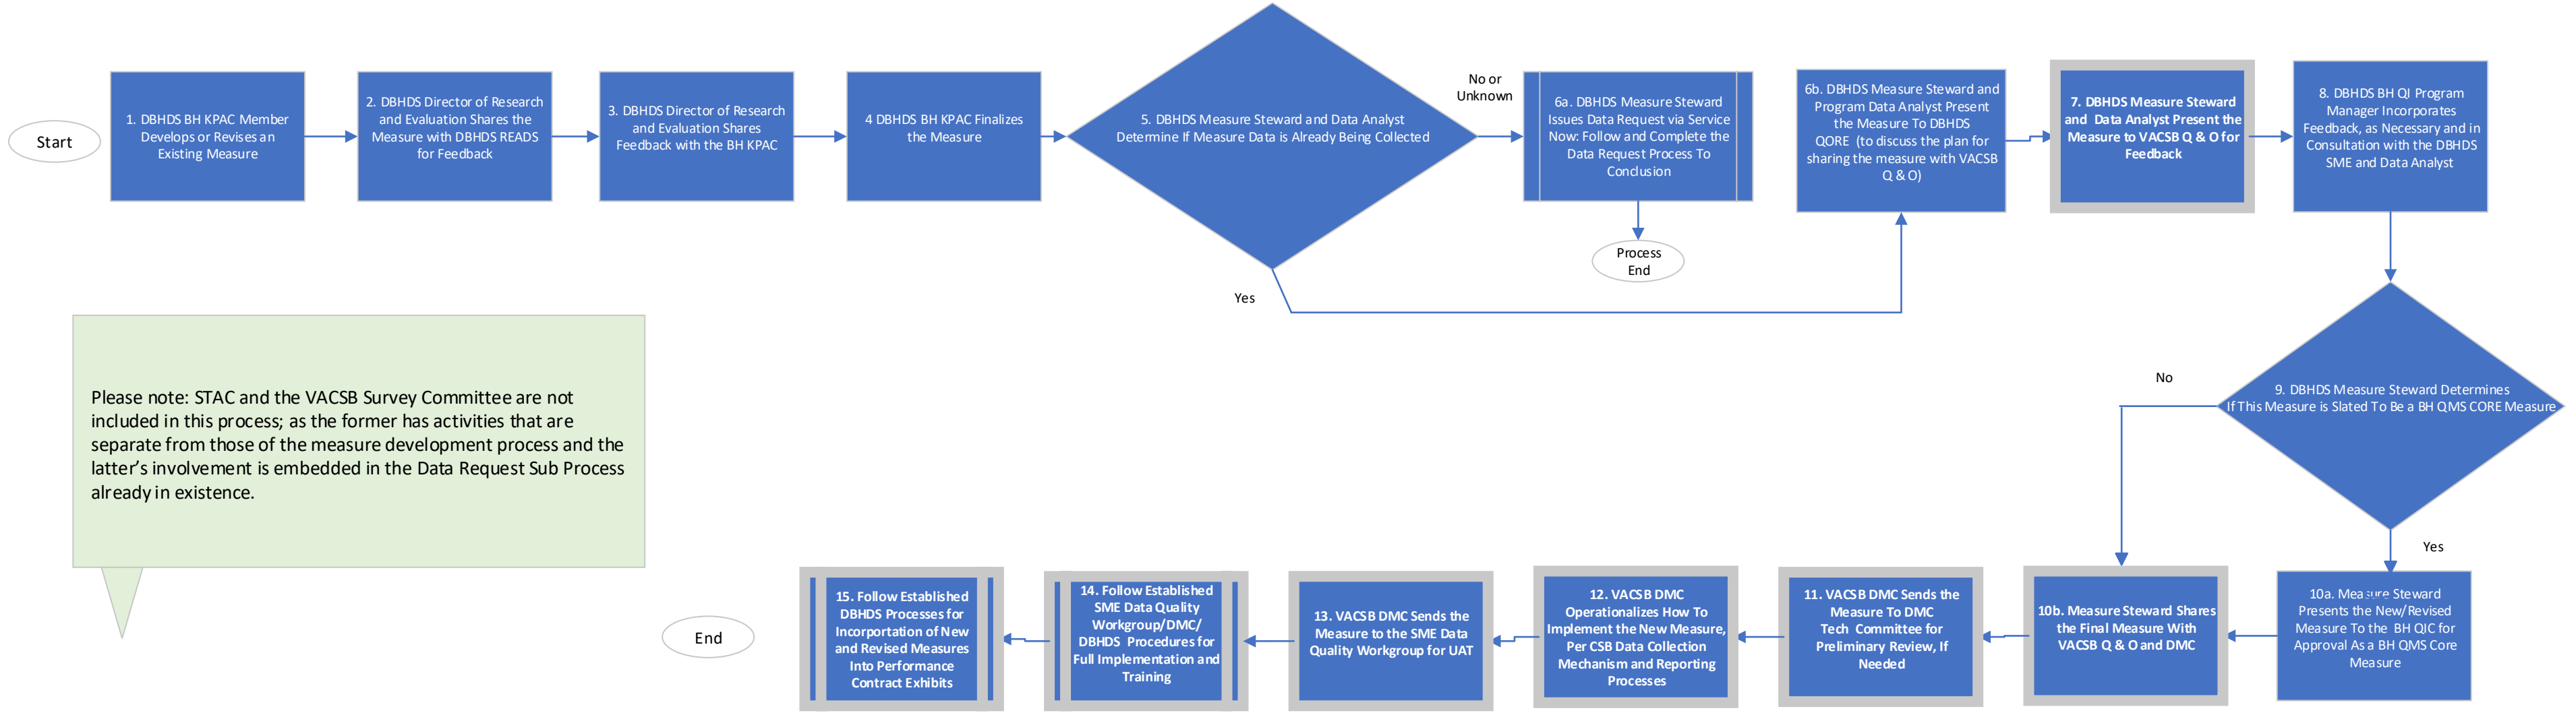 Start
1. DBHDS BH KPAC Member
Develops or Revises an
Existing Measure
2. DBHDS Director of Research
and Evaluation Shares the
Measure with DBHDS READS
for Feedback
3. DBHDS Director of Research
and Evaluation Shares
Feedback with the BH KPAC
4 DBHDS BH KPAC Finalizes
the Measure
5. DBHDS Measure Steward and Data Analyst
Determine If Measure Data is Already Being Collected
No or
Unknown
Yes
6a. DBHDS Measure Steward
Issues Data Request via Service
Now: Follow and Complete the
Data Request Process To
Conclusion
Process
End
6b. DBHDS Measure Steward and
Program Data Analyst Present
the Measure To DBHDS
QORE (to discuss the plan for
sharing the measure with VACSB
Q & O)
7. DBHDS Measure Steward
and Data Analyst Present the
Measure to VACSB Q & O for
Feedback
8. DBHDS BH QI Program
Manager Incorporates
Feedback, as Necessary and in
Consultation with the DBHDS
SME and Data Analyst
9. DBHDS Measure Steward Determines
If This Measure is Slated To Be a BH QMS CORE Measure
No
Yes
10a. Measure Steward
Presents the New/Revised
Measure To the BH QIC for
Approval As a BH QMS Core
Measure
10b. Measure Steward Shares
the Final Measure With
VACSB Q & O and DMC
11. VACSB DMC Sends the
Measure To DMC
Tech Committee for
Preliminary Review, If
Needed
12. VACSB DMC
Operationalizes How To
Implement the New Measure,
Per CSB Data Collection
Mechanism and Reporting
Processes
13. VACSB DMC Sends the
Measure to the SME Data
Quality Workgroup for UAT
14. Follow Established
SME Data Quality
Workgroup/DMC/
DBHDS Procedures for
Full Implementation and
Training
15. Follow Established
DBHDS Processes for
Incorportation of New
and Revised Measures
Into Performance
Contract Exhibits
End
Please note: STAC and the VACSB Survey Committee are not
included in this process; as the former has activities that are
separate from those of the measure development process and the
latter’s involvement is embedded in the Data Request Sub Process
already in existence.